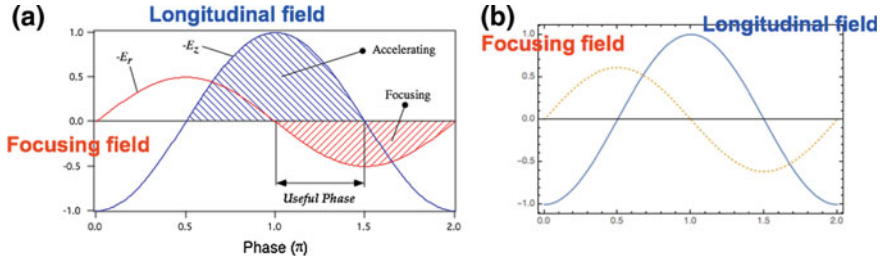 (a)
Longitudinal field
1.0
0.5
0.0
-0.5
-1.0
-Er
-Ez
Accelerating
Focusing
Focusing field
Useful Phase
0.0 0.5 1.0 1.5 2.0
Phase (π)
(b)
Longitudinal field
Focusing field
1.0
0.5
0.0
-0.5
-1.0
0.0 0.5 1.0 1.5 2.0